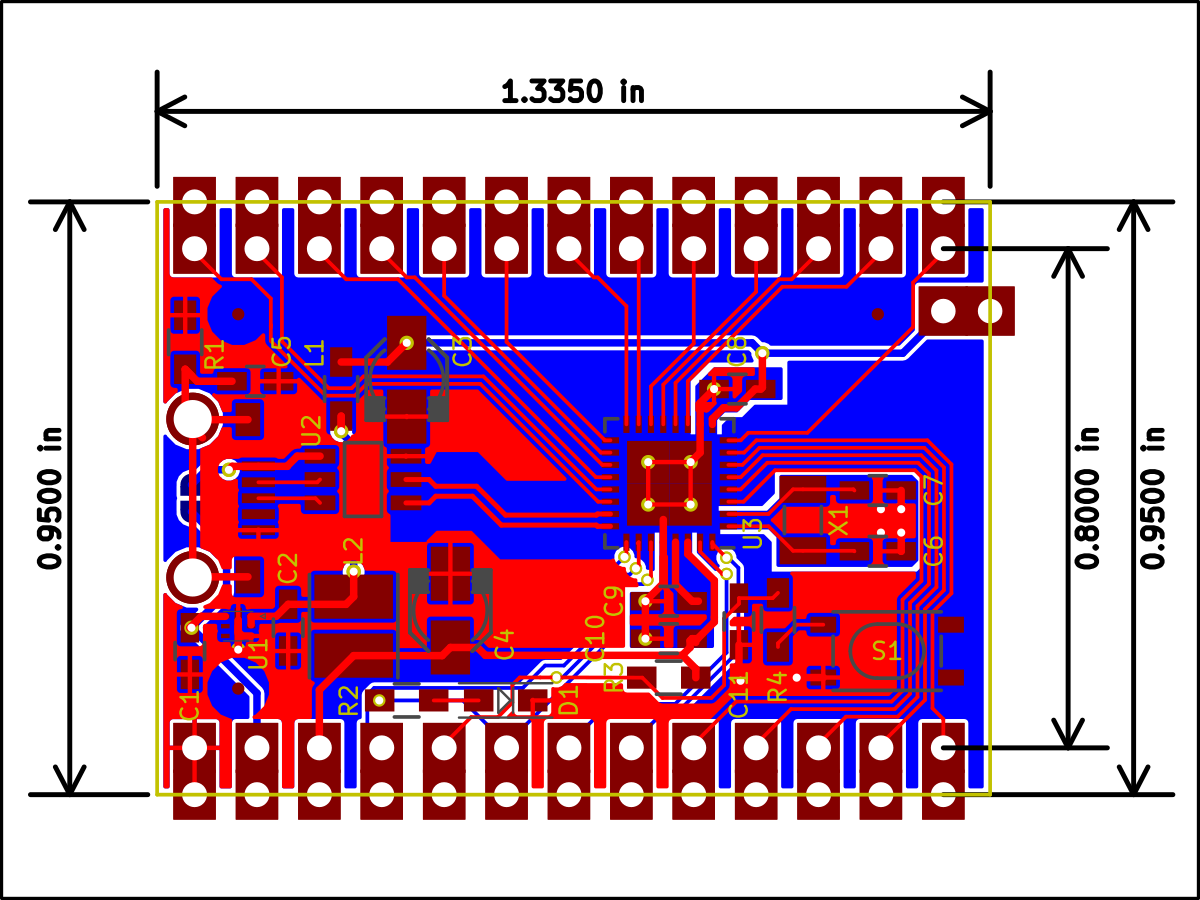 1.3350 in
0.9500 in
0.8000 in
0.9500 in
R1
C5
L1
C3
C8
U2
U3
X1
C7
C6
C2
L2
U1
C1
R2
C4
D1
C9
C10
R3
C11
R4
S1